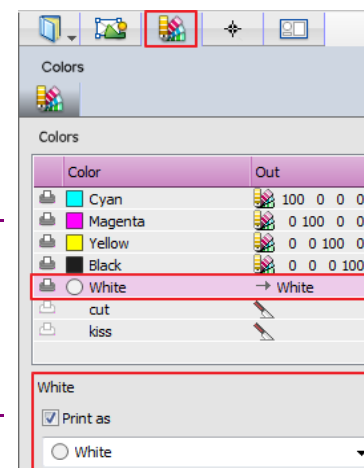 Colors
Colors
Color Out
Cyan 100 0 0 0
Magenta 0 100 0 0
Yellow 0 0 100 0
Black 0 0 0 100
White → White
cut
kiss
White
Print as
White